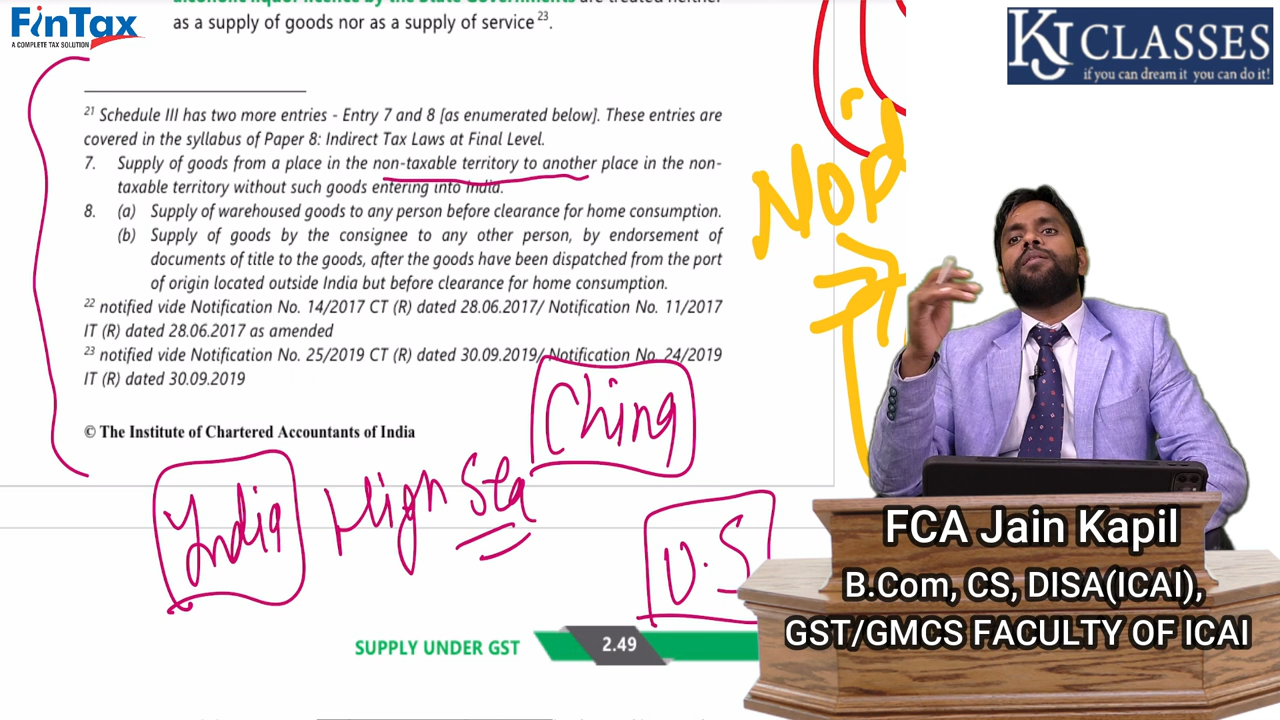 FinTax
A COMPLETE TAX SOLUTION
as a supply of goods nor as a supply of service 23.
KJ CLASSES
if you can dream it you can do it!
21 Schedule III has two more entries - Entry 7 and 8 [as enumerated below]. These entries are
covered in the syllabus of Paper 8: Indirect Tax Laws at Final Level.
7. Supply of goods from a place in the non-taxable territory to another place in the non-
taxable territory without such goods entering into India.
8. (a) Supply of warehoused goods to any person before clearance for home consumption.
(b) Supply of goods by the consignee to any other person, by endorsement of
documents of title to the goods, after the goods have been dispatched from the port
of origin located outside India but before clearance for home consumption.
22 notified vide Notification No. 14/2017 CT (R) dated 28.06.2017/ Notification No. 11/2017
IT (R) dated 28.06.2017 as amended
23 notified vide Notification No. 25/2019 CT (R) dated 30.09.2019/ Notification No. 24/2019
IT (R) dated 30.09.2019
© The Institute of Chartered Accountants of India
China
India High Sea
U.S
FCA Jain Kapil
B.Com, CS, DISA(ICAI),
GST/GMCS FACULTY OF ICAI
SUPPLY UNDER GST 2.49